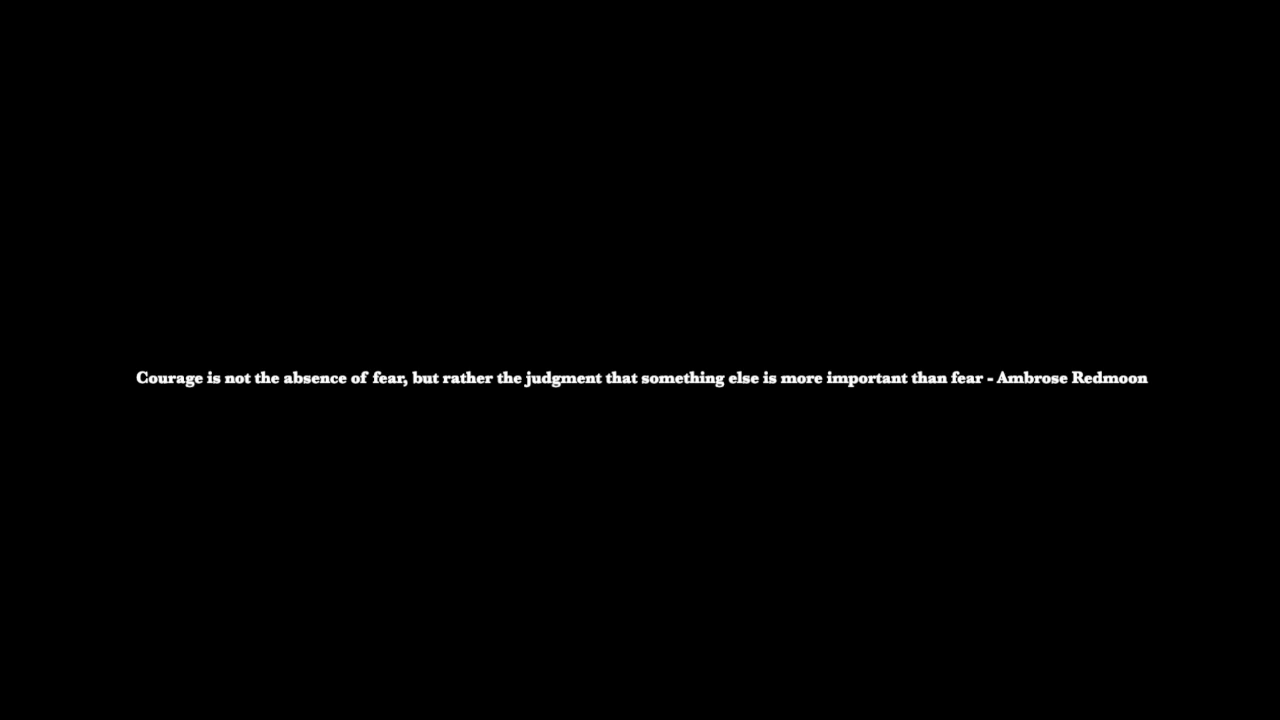 Courage is not the absence of fear, but rather the judgment that something else is more important than fear - Ambrose Redmoon